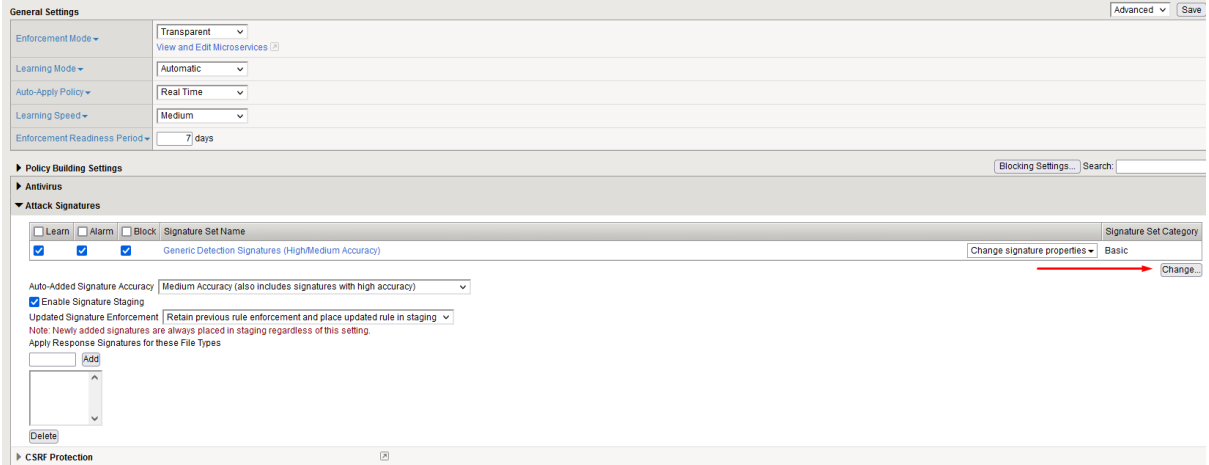 General Settings
Advanced Save
Enforcement Mode
Transparent
View and Edit Microservices
Learning Mode
Automatic
Auto-Apply Policy
Real Time
Learning Speed
Medium
Enforcement Readiness Period
7 days
Policy Building Settings
Blocking Settings... Search:
Antivirus
Attack Signatures
Learn Alarm Block Signature Set Name Signature Set Category
Generic Detection Signatures (High/Medium Accuracy) Change signature properties Basic
Change...
Auto-Added Signature Accuracy Medium Accuracy (also includes signatures with high accuracy)
Enable Signature Staging
Updated Signature Enforcement Retain previous rule enforcement and place updated rule in staging
Note: Newly added signatures are always placed in staging regardless of this setting.
Apply Response Signatures for these File Types
Add
Delete
CSRF Protection